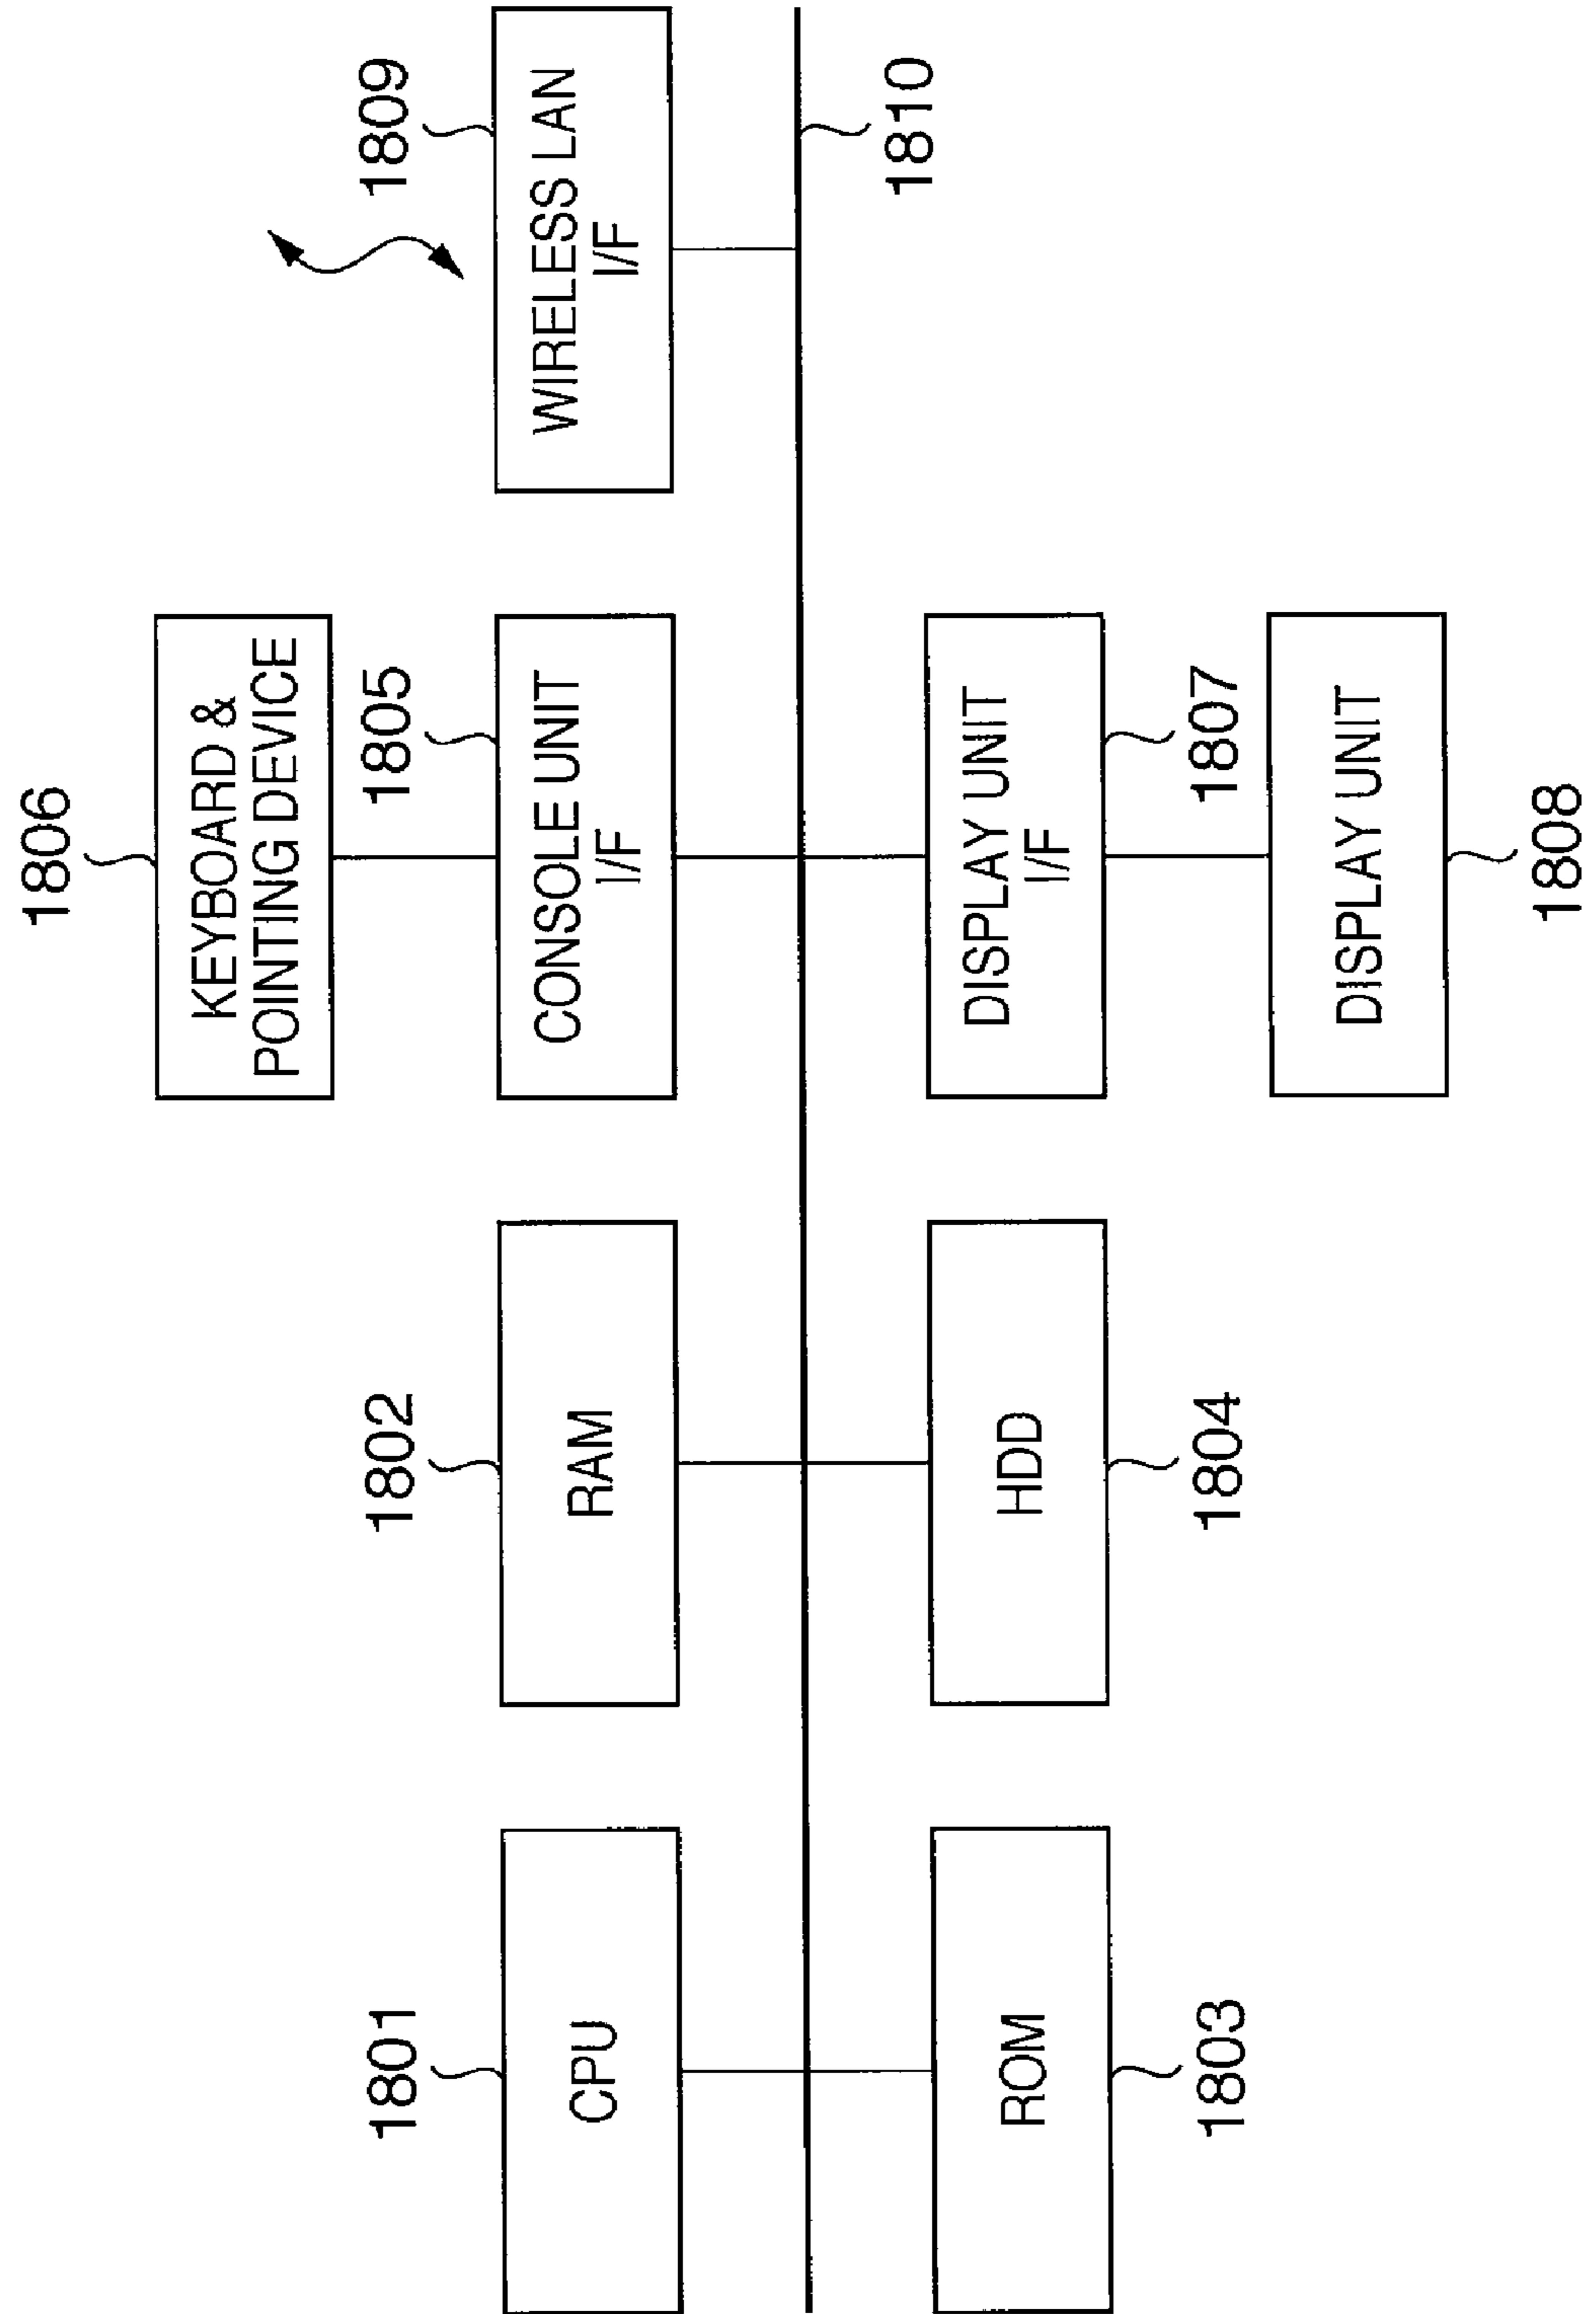 1806
KEYBOARD &
POINTING DEVICE
1801
CPU
1802
RAM
1805
CONSOLE UNIT
I/F
1809
WIRELESS LAN
I/F
1810
ROM
1803
HDD
1804
DISPLAY UNIT
I/F
1807
DISPLAY UNIT
1808